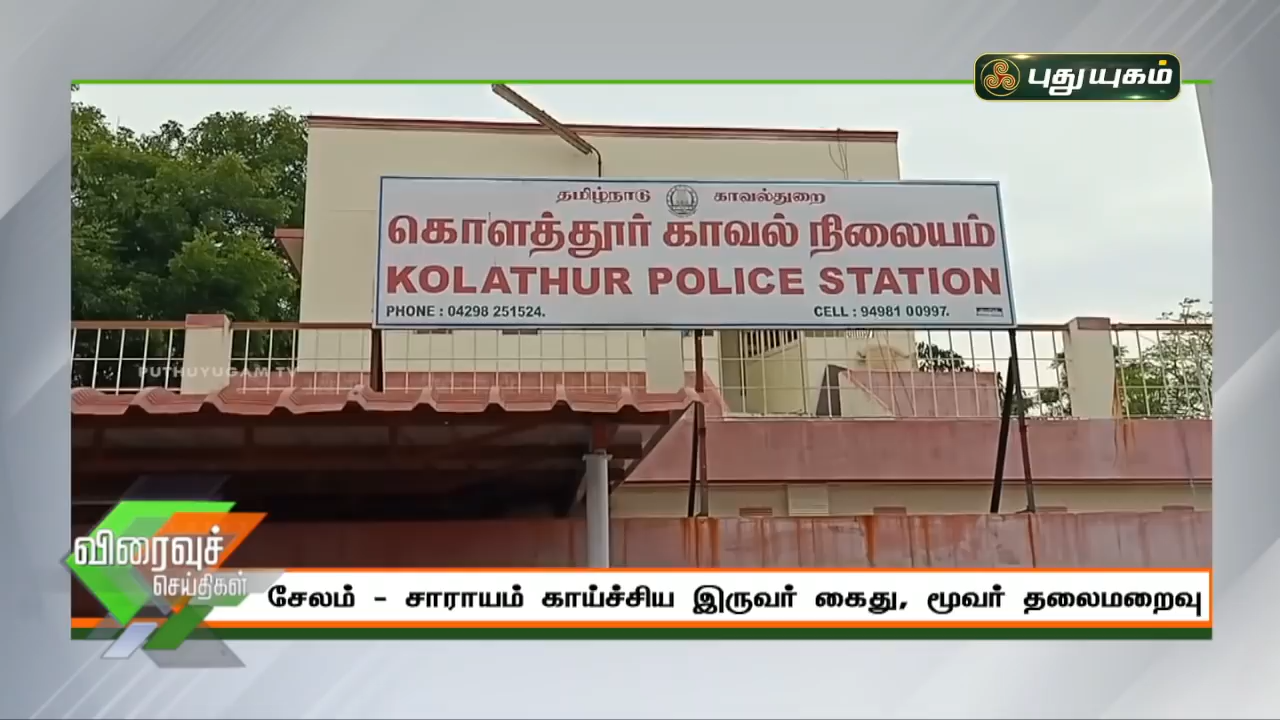 புதுயுகம்
தமிழ்நாடு காவல்துறை
கொளத்தூர் காவல் நிலையம்
KOLATHUR POLICE STATION
PHONE : 04298 251524. CELL : 94981 00997.
PUTHUYUGAM TV
விரைவுச்
செய்திகள்
சேலம் - சாராயம் காய்ச்சிய இருவர் கைது, மூவர் தலைமறைவு